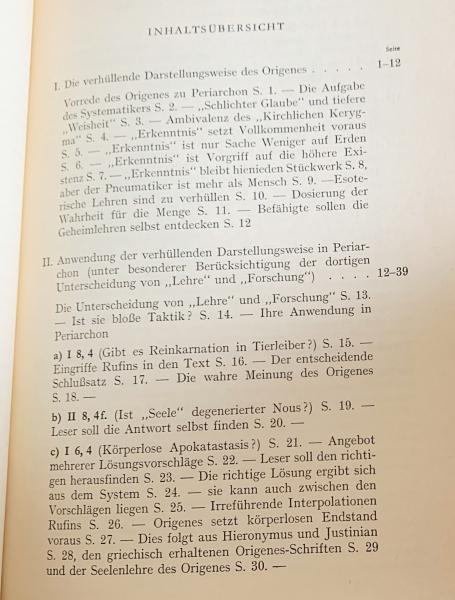 INHALTSÜBERSICHT
Seite
I. Die verhüllende Darstellungsweise des Origenes . . . . . 1–12
Vorrede des Origenes zu Periarchon S. 1. — Die Aufgabe
des Systematikers S. 2. — „Schlichter Glaube" und tiefere
„Weisheit" S. 3. — Ambivalenz des „Kirchlichen Keryg-
ma" S. 4. — „Erkenntnis" setzt Vollkommenheit voraus
S. 5. — „Erkenntnis" ist nur Sache Weniger auf Erden
S. 6. — „Erkenntnis" ist Vorgriff auf die höhere Exi-
stenz S. 7. — „Erkenntnis" bleibt hienieden Stückwerk S. 8,
aber der Pneumatiker ist mehr als Mensch S. 9. —Esote-
rische Lehren sind zu verhüllen S. 10. — Dosierung der
Wahrheit für die Menge S. 11. — Befähigte sollen die
Geheimlehren selbst entdecken S. 12
II. Anwendung der verhüllenden Darstellungsweise in Periar-
chon (unter besonderer Berücksichtigung der dortigen
Unterscheidung von „Lehre" und „Forschung") . . . . 12–39
Die Unterscheidung von „Lehre" und „Forschung" S. 13.
— Ist sie bloße Taktik? S. 14. — Ihre Anwendung in
Periarchon
a) I 8, 4 (Gibt es Reinkarnation in Tierleiber?) S. 15. —
Eingriffe Rufins in den Text S. 16. — Der entscheidende
Schlußsatz S. 17. — Die wahre Meinung des Origenes
S. 18. —
b) II 8, 4f. (Ist „Seele" degenerierter Nous?) S. 19. —
Leser soll die Antwort selbst finden S. 20. —
c) I 6, 4 (Körperlose Apokatastasis?) S. 21. — Angebot
mehrerer Lösungsvorschläge S. 22. — Leser soll den richti-
gen herausfinden S. 23. — Die richtige Lösung ergibt sich
aus dem System S. 24. — sie kann auch zwischen den
Vorschlägen liegen S. 25. — Irreführende Interpolationen
Rufins S. 26. — Origenes setzt körperlosen Endstand
voraus S. 27. — Dies folgt aus Hieronymus und Justinian
S. 28, den griechisch erhaltenen Origenes-Schriften S. 29
und der Seelenlehre des Origenes S. 30. —